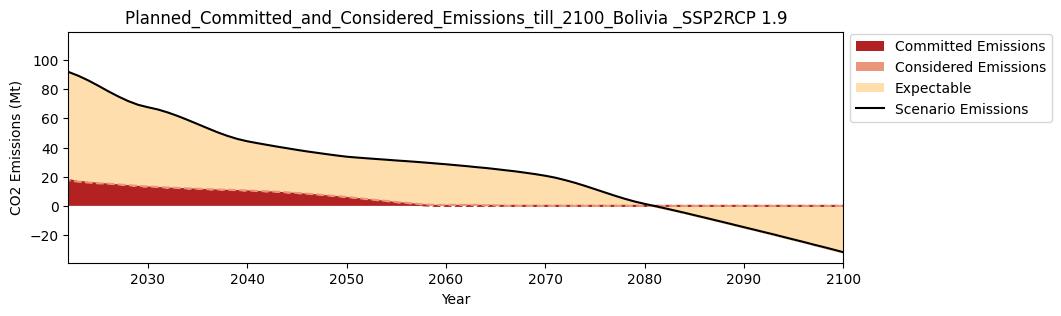 Planned_Committed_and_Considered_Emissions_till_2100_Bolivia _SSP2RCP 1.9
CO2 Emissions (Mt)
100
80
60
40
20
0
−20
2030
2040
2050
2060
2070
2080
2090
2100
Year
Committed Emissions
Considered Emissions
Expectable
Scenario Emissions